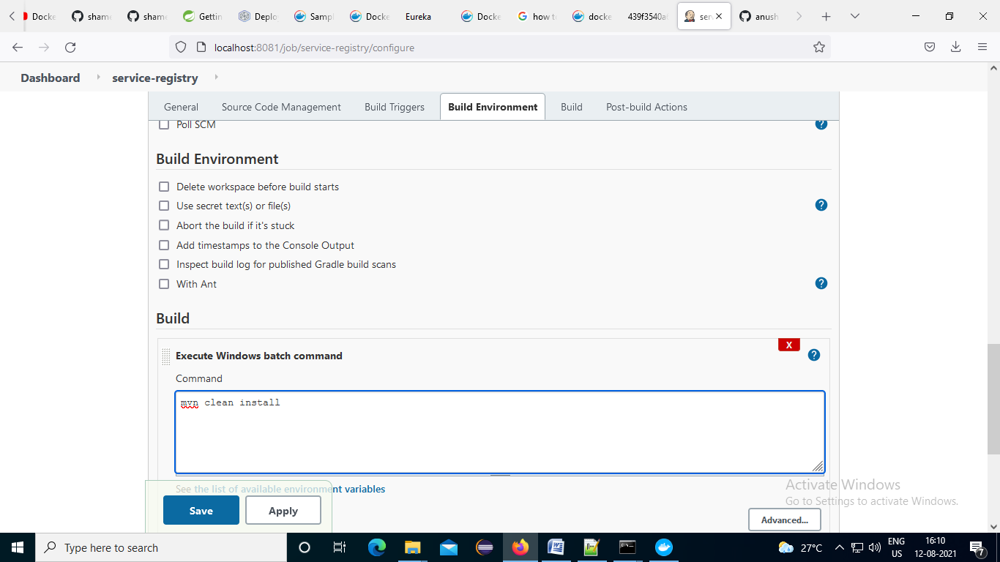 Docke
shame
shame
Gettin
Deplo
Sampl
Docke
Eureka
Docke
how t
docke
439f3540a
ser
anush
localhost:8081/job/service-registry/configure
Dashboard
service-registry
General
Source Code Management
Build Triggers
Build Environment
Build
Post-build Actions
Poll SCM
?
Build Environment
Delete workspace before build starts
Use secret text(s) or file(s)
?
Abort the build if it's stuck
Add timestamps to the Console Output
Inspect build log for published Gradle build scans
With Ant
?
Build
X
Execute Windows batch command
?
Command
mvn clean install
See the list of available environment variables
Activate Windows
Go to Settings to activate Windows.
Save
Apply
Advanced...
Type here to search
27°C
ENG
US
16:10
12-08-2021
7